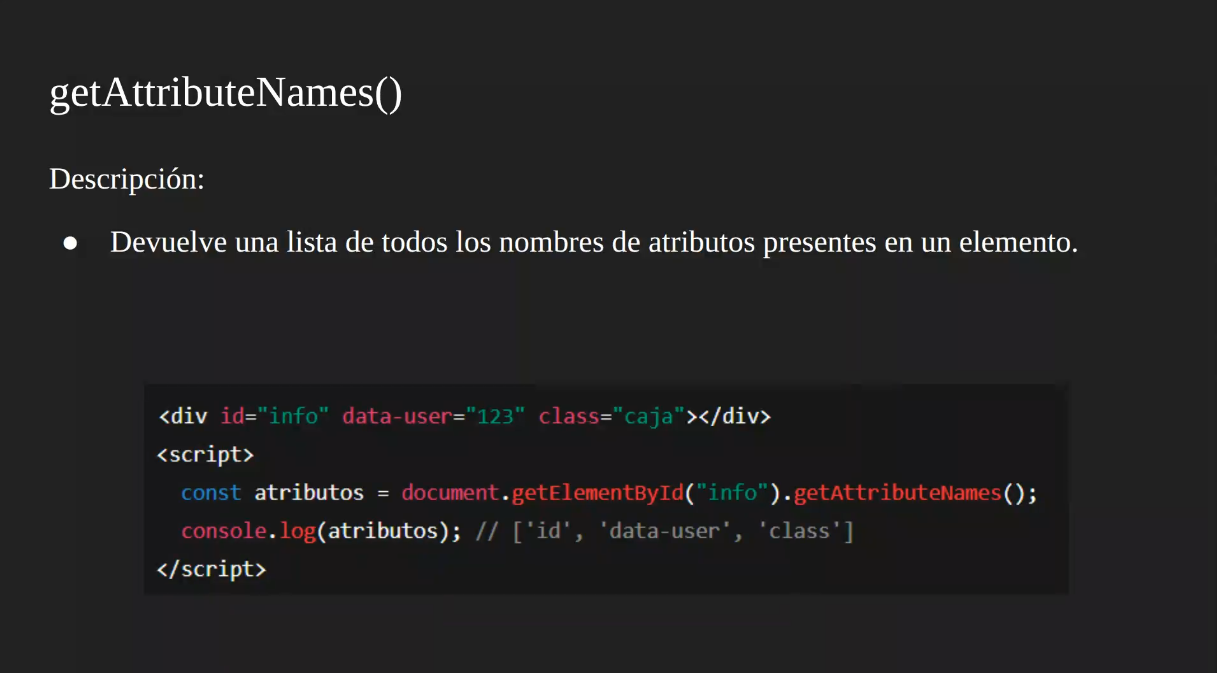 getAttributeNames()
Descripción:
● Devuelve una lista de todos los nombres de atributos presentes en un elemento.
<div id="info" data-user="123" class="caja"></div>
<script>
  const atributos = document.getElementById("info").getAttributeNames();
  console.log(atributos); // ['id', 'data-user', 'class']
</script>